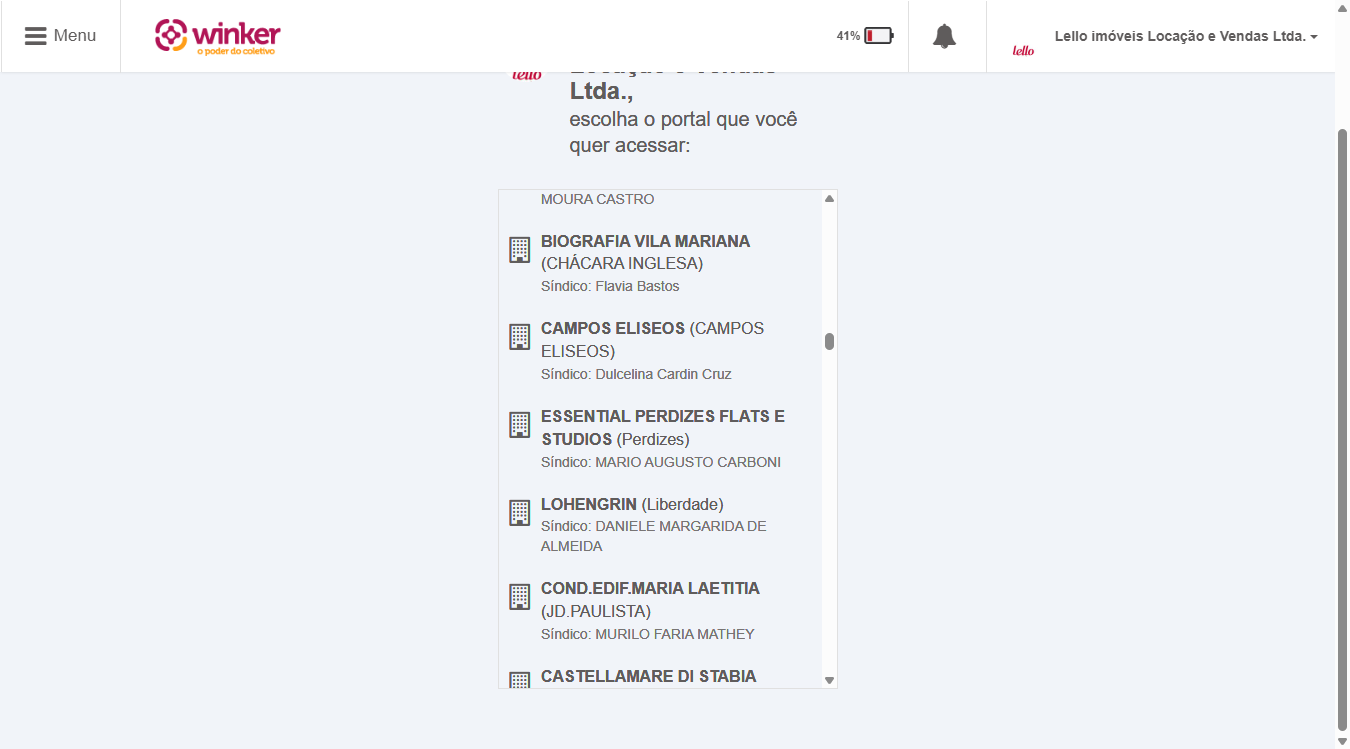 Menu
winker
o poder do coletivo
41%
lello
Lello imóveis Locação e Vendas Ltda.
lello
Locação e Vendas
Ltda.,
escolha o portal que você
quer acessar:
MOURA CASTRO
BIOGRAFIA VILA MARIANA
(CHÁCARA INGLESA)
Síndico: Flavia Bastos
CAMPOS ELISEOS (CAMPOS
ELISEOS)
Síndico: Dulcelina Cardin Cruz
ESSENTIAL PERDIZES FLATS E
STUDIOS (Perdizes)
Síndico: MARIO AUGUSTO CARBONI
LOHENGRIN (Liberdade)
Síndico: DANIELE MARGARIDA DE
ALMEIDA
COND.EDIF.MARIA LAETITIA
(JD.PAULISTA)
Síndico: MURILO FARIA MATHEY
CASTELLAMARE DI STABIA